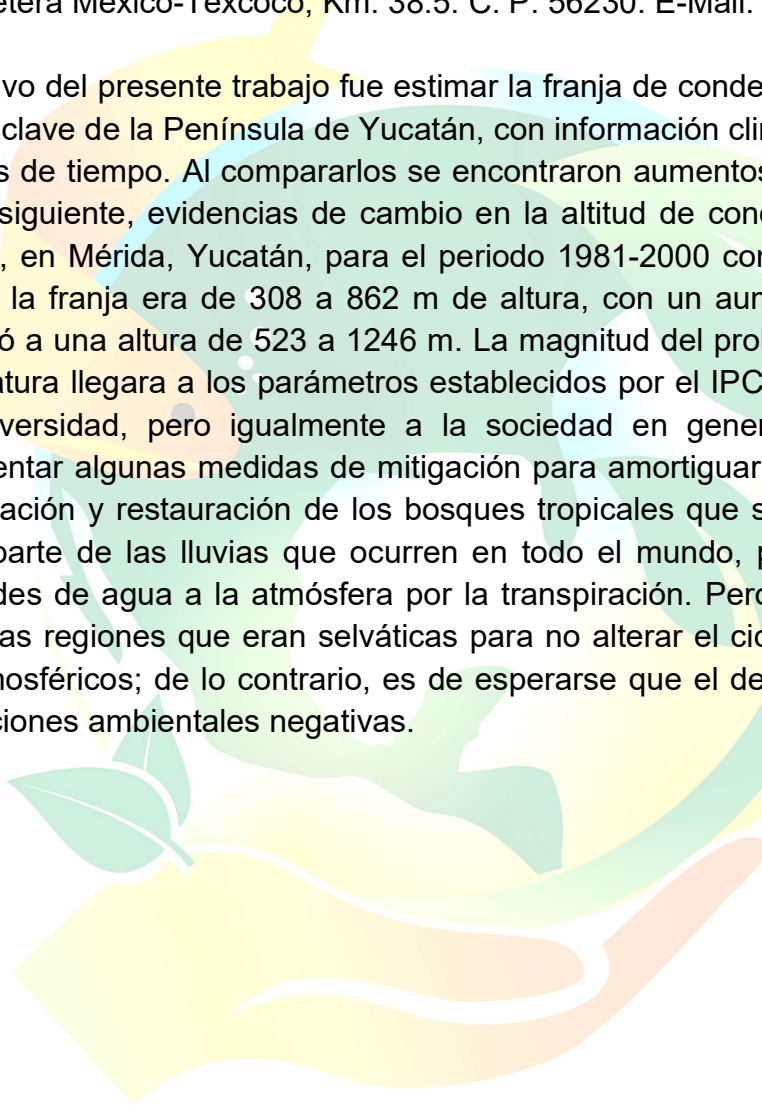 etera México-Texcoco, Km. 38.5. C. P. 56230. E-Mail:
vo del presente trabajo fue estimar la franja de conde
clave de la Península de Yucatán, con información cli
s de tiempo. Al compararlos se encontraron aumentos
siguiente, evidencias de cambio en la altitud de con
, en Mérida, Yucatán, para el periodo 1981-2000 con
la franja era de 308 a 862 m de altura, con un aum
ó a una altura de 523 a 1246 m. La magnitud del prob
atura llegara a los parámetros establecidos por el IPC
versidad, pero igualmente a la sociedad en gener
entar algunas medidas de mitigación para amortiguar
ación y restauración de los bosques tropicales que s
parte de las lluvias que ocurren en todo el mundo, p
des de agua a la atmósfera por la transpiración. Pero
as regiones que eran selváticas para no alterar el cic
nosféricos; de lo contrario, es de esperarse que el de
ciones ambientales negativas.